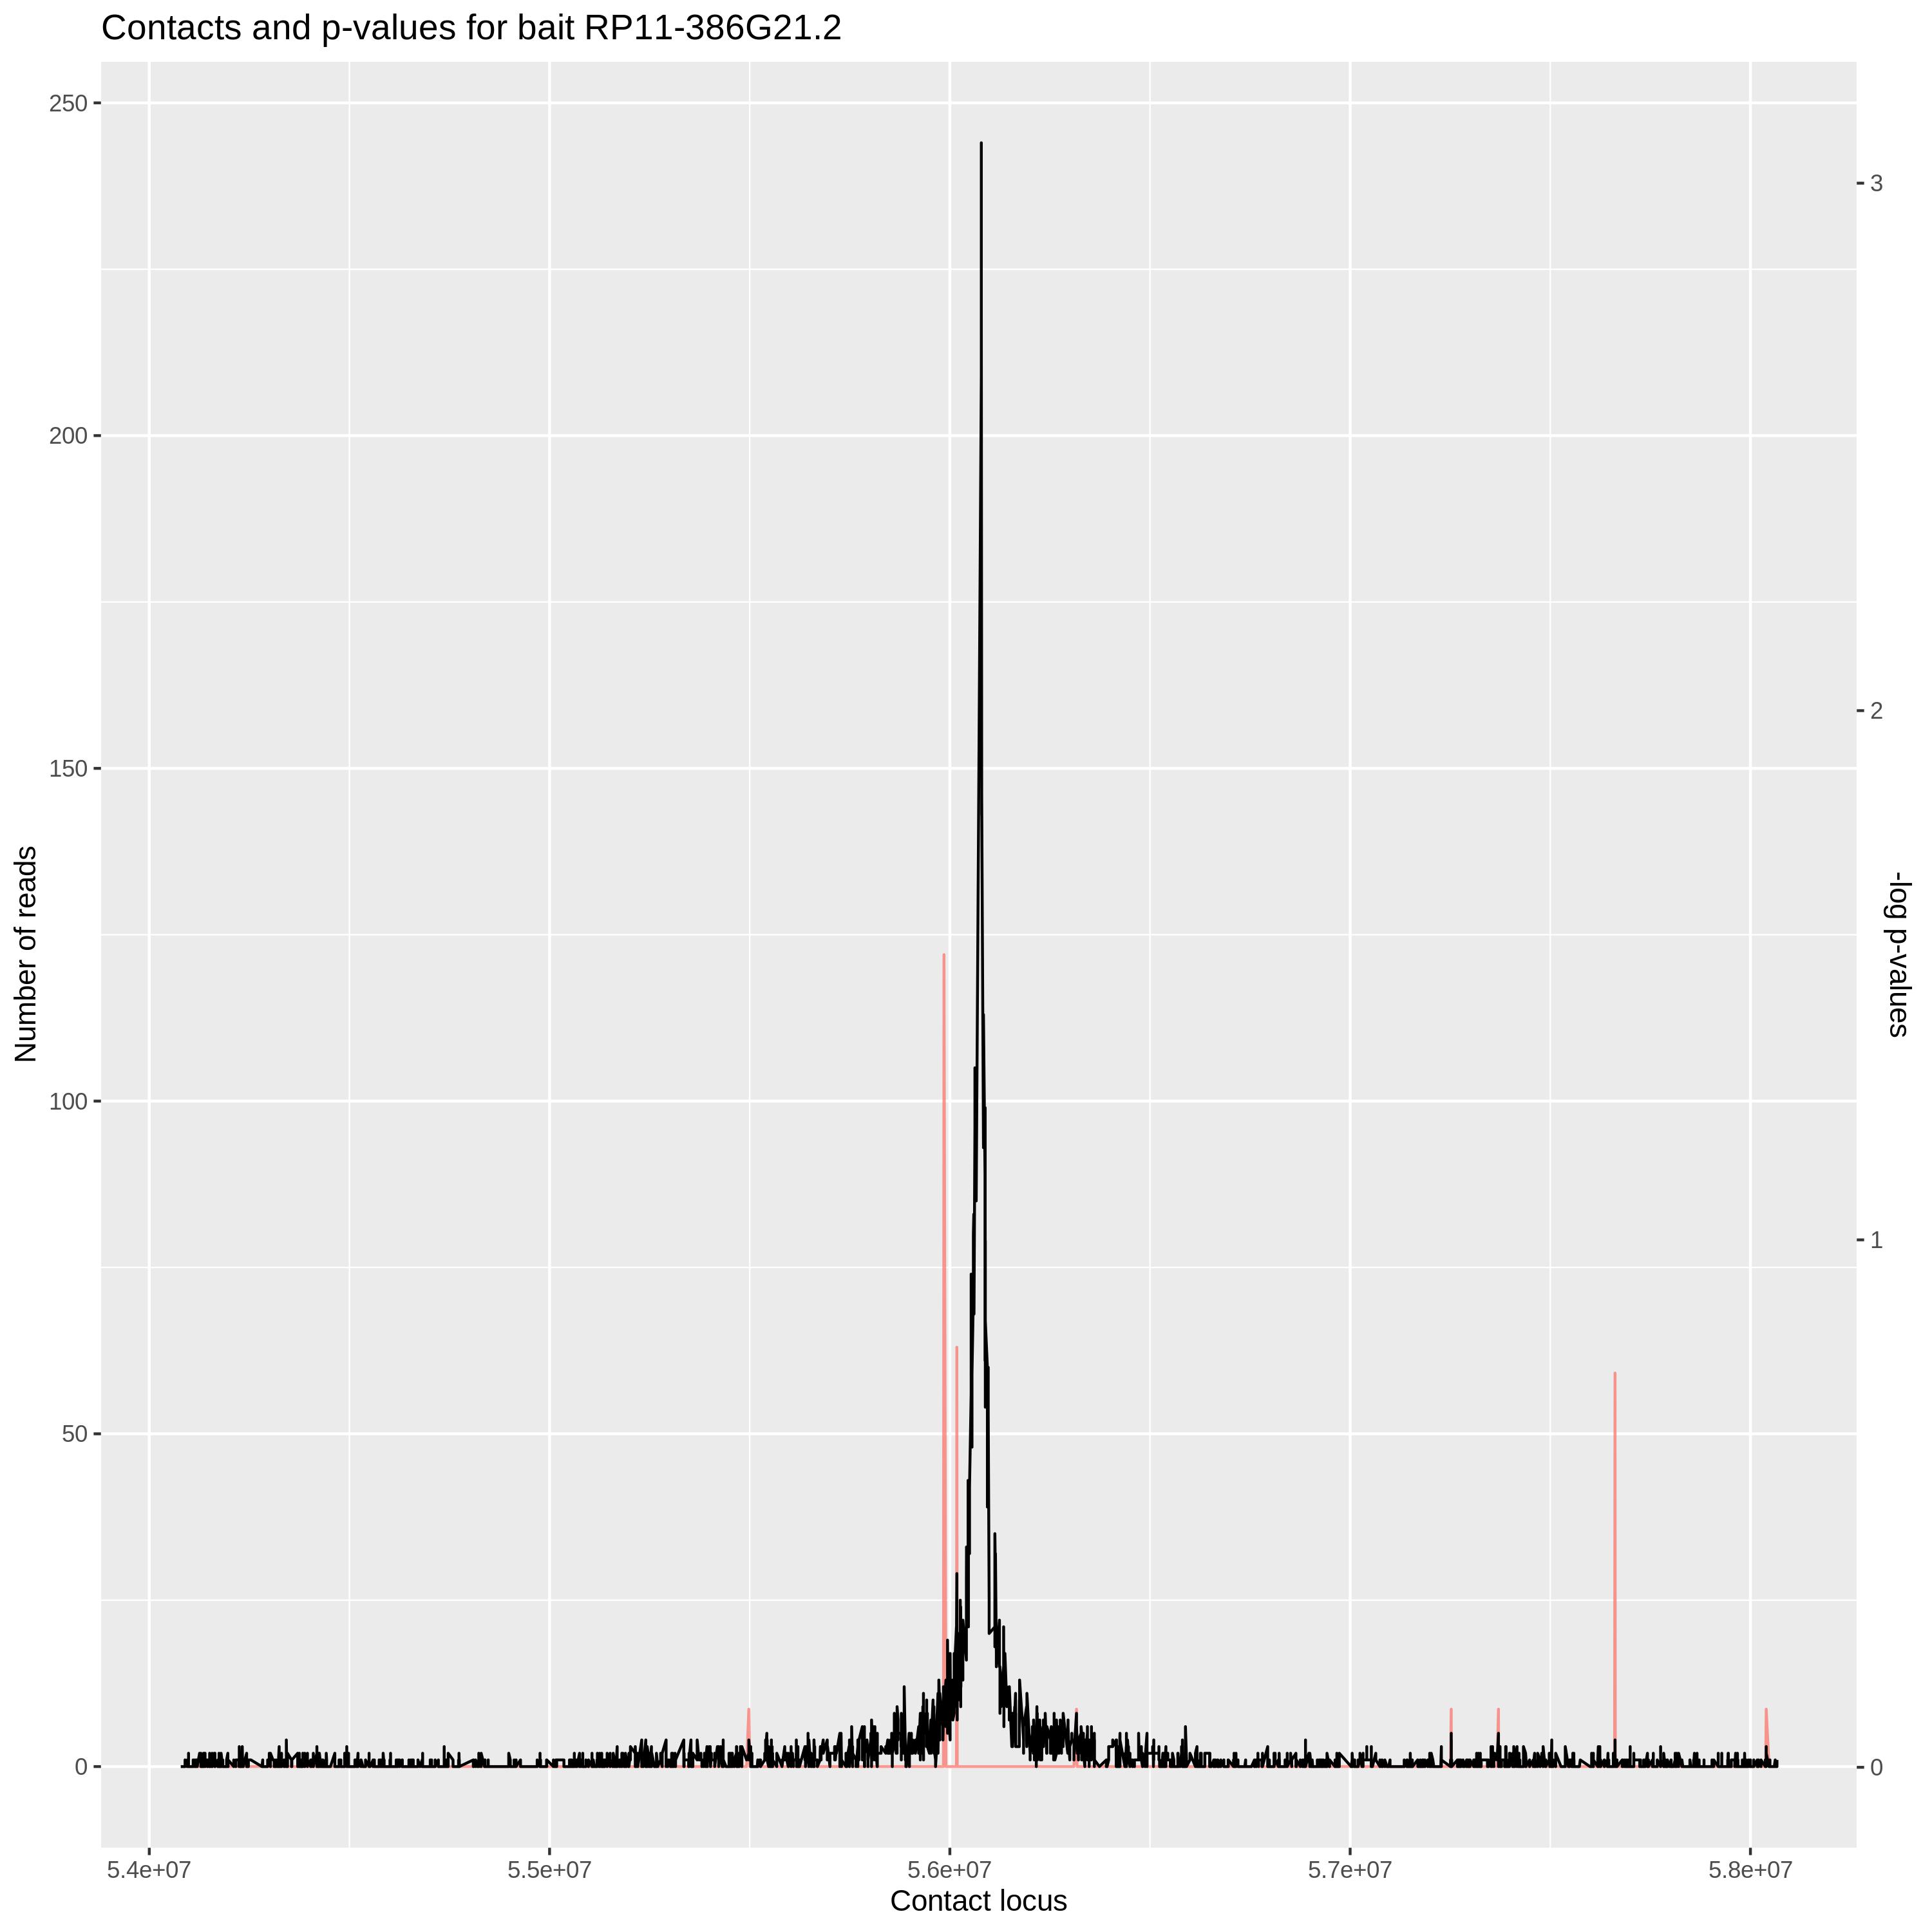 Contacts and p-values for bait RP11-386G21.2
250
200
150
100
50
0
Number of reads
3
2
1
0
-log p-values
5.4e+07 5.5e+07 5.6e+07 5.7e+07 5.8e+07
Contact locus